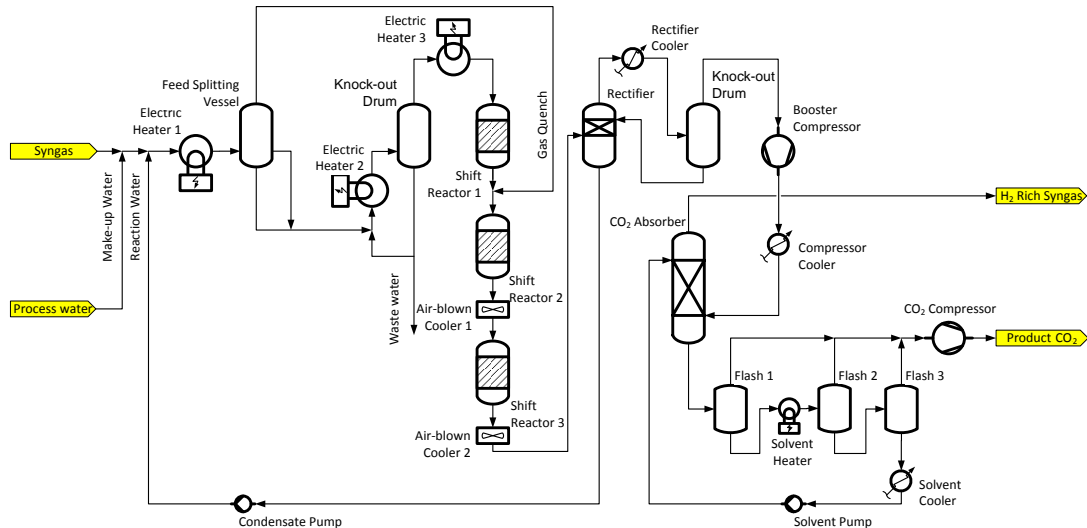 Electric
Heater 3
Rectifier
Cooler
Feed Splitting
Vessel
Knock-out
Drum
Knock-out
Drum
Rectifier
Electric
Heater 1
Booster
Compressor
Gas Quench
Syngas
Electric
Heater 2
Shift
Reactor 1
Make-up Water
Reaction Water
H2 Rich Syngas
CO2 Absorber
Compressor
Cooler
Shift
Reactor 2
Process water
Air-blown
Cooler 1
Waste water
CO2 Compressor
Product CO2
Flash 1
Flash 2
Flash 3
Shift
Reactor 3
Air-blown
Cooler 2
Solvent
Heater
Solvent
Cooler
Condensate Pump
Solvent Pump